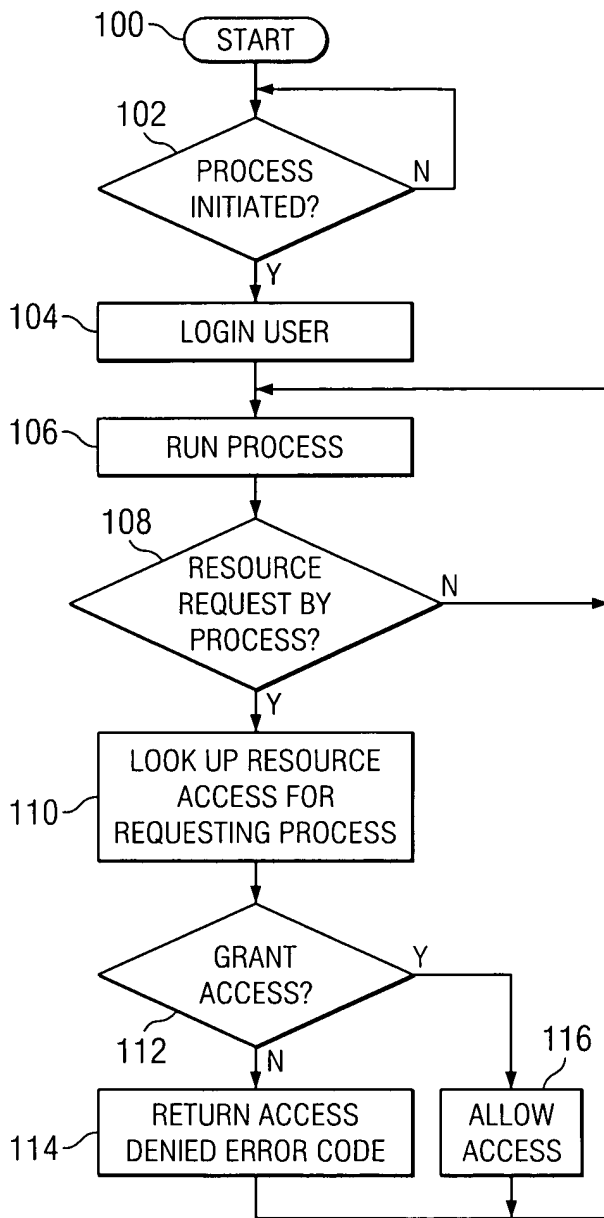 100
START
102
PROCESS
INITIATED?
N
Y
104
LOGIN USER
106
RUN PROCESS
108
RESOURCE
REQUEST BY
PROCESS?
N
Y
110
LOOK UP RESOURCE
ACCESS FOR
REQUESTING PROCESS
GRANT
ACCESS?
Y
112
N
116
114
RETURN ACCESS
DENIED ERROR CODE
ALLOW
ACCESS